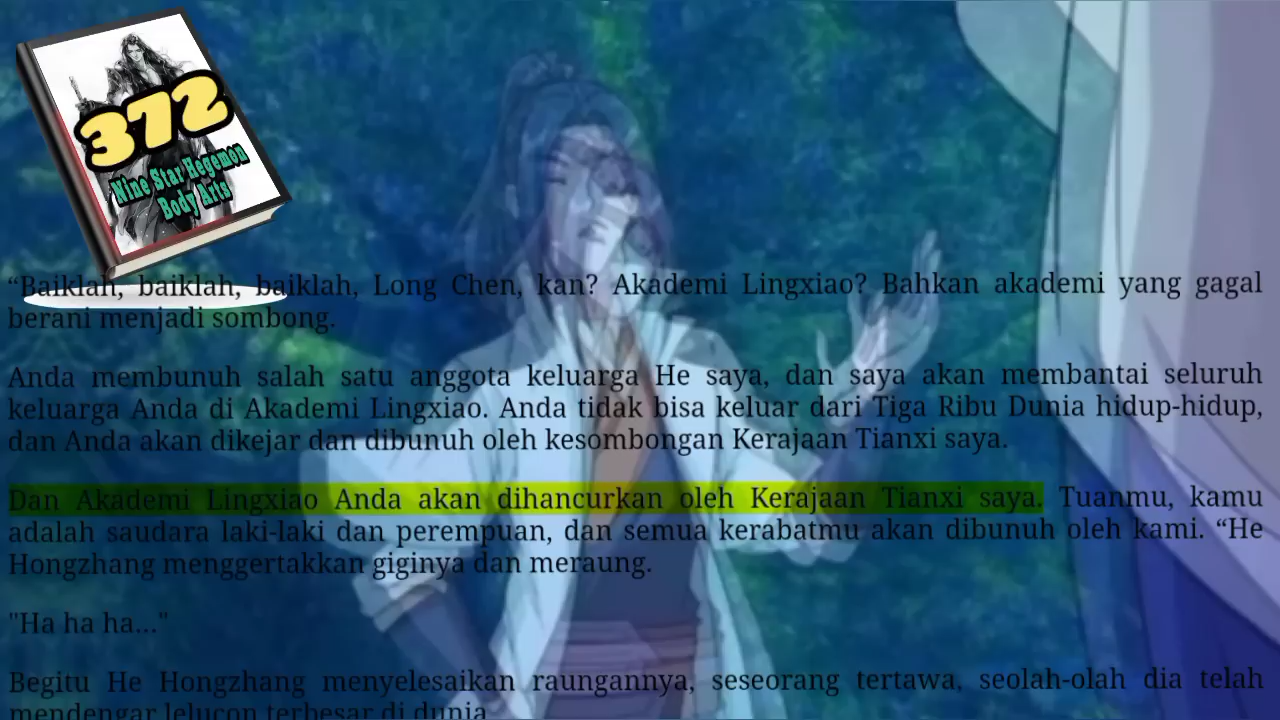 372
Nine Star Hegemon
Body Arts
“Baiklah, baiklah, baiklah, Long Chen, kan? Akademi Lingxiao? Bahkan akademi yang gagal
berani menjadi sombong.
Anda membunuh salah satu anggota keluarga He saya, dan saya akan membantai seluruh
keluarga Anda di Akademi Lingxiao. Anda tidak bisa keluar dari Tiga Ribu Dunia hidup-hidup,
dan Anda akan dikejar dan dibunuh oleh kesombongan Kerajaan Tianxi saya.
Dan Akademi Lingxiao Anda akan dihancurkan oleh Kerajaan Tianxi saya. Tuanmu, kamu
adalah saudara laki-laki dan perempuan, dan semua kerabatmu akan dibunuh oleh kami. “He
Hongzhang menggertakkan giginya dan meraung.
"Ha ha ha..."
Begitu He Hongzhang menyelesaikan raungannya, seseorang tertawa, seolah-olah dia telah
mendengar lelucon terbesar di dunia